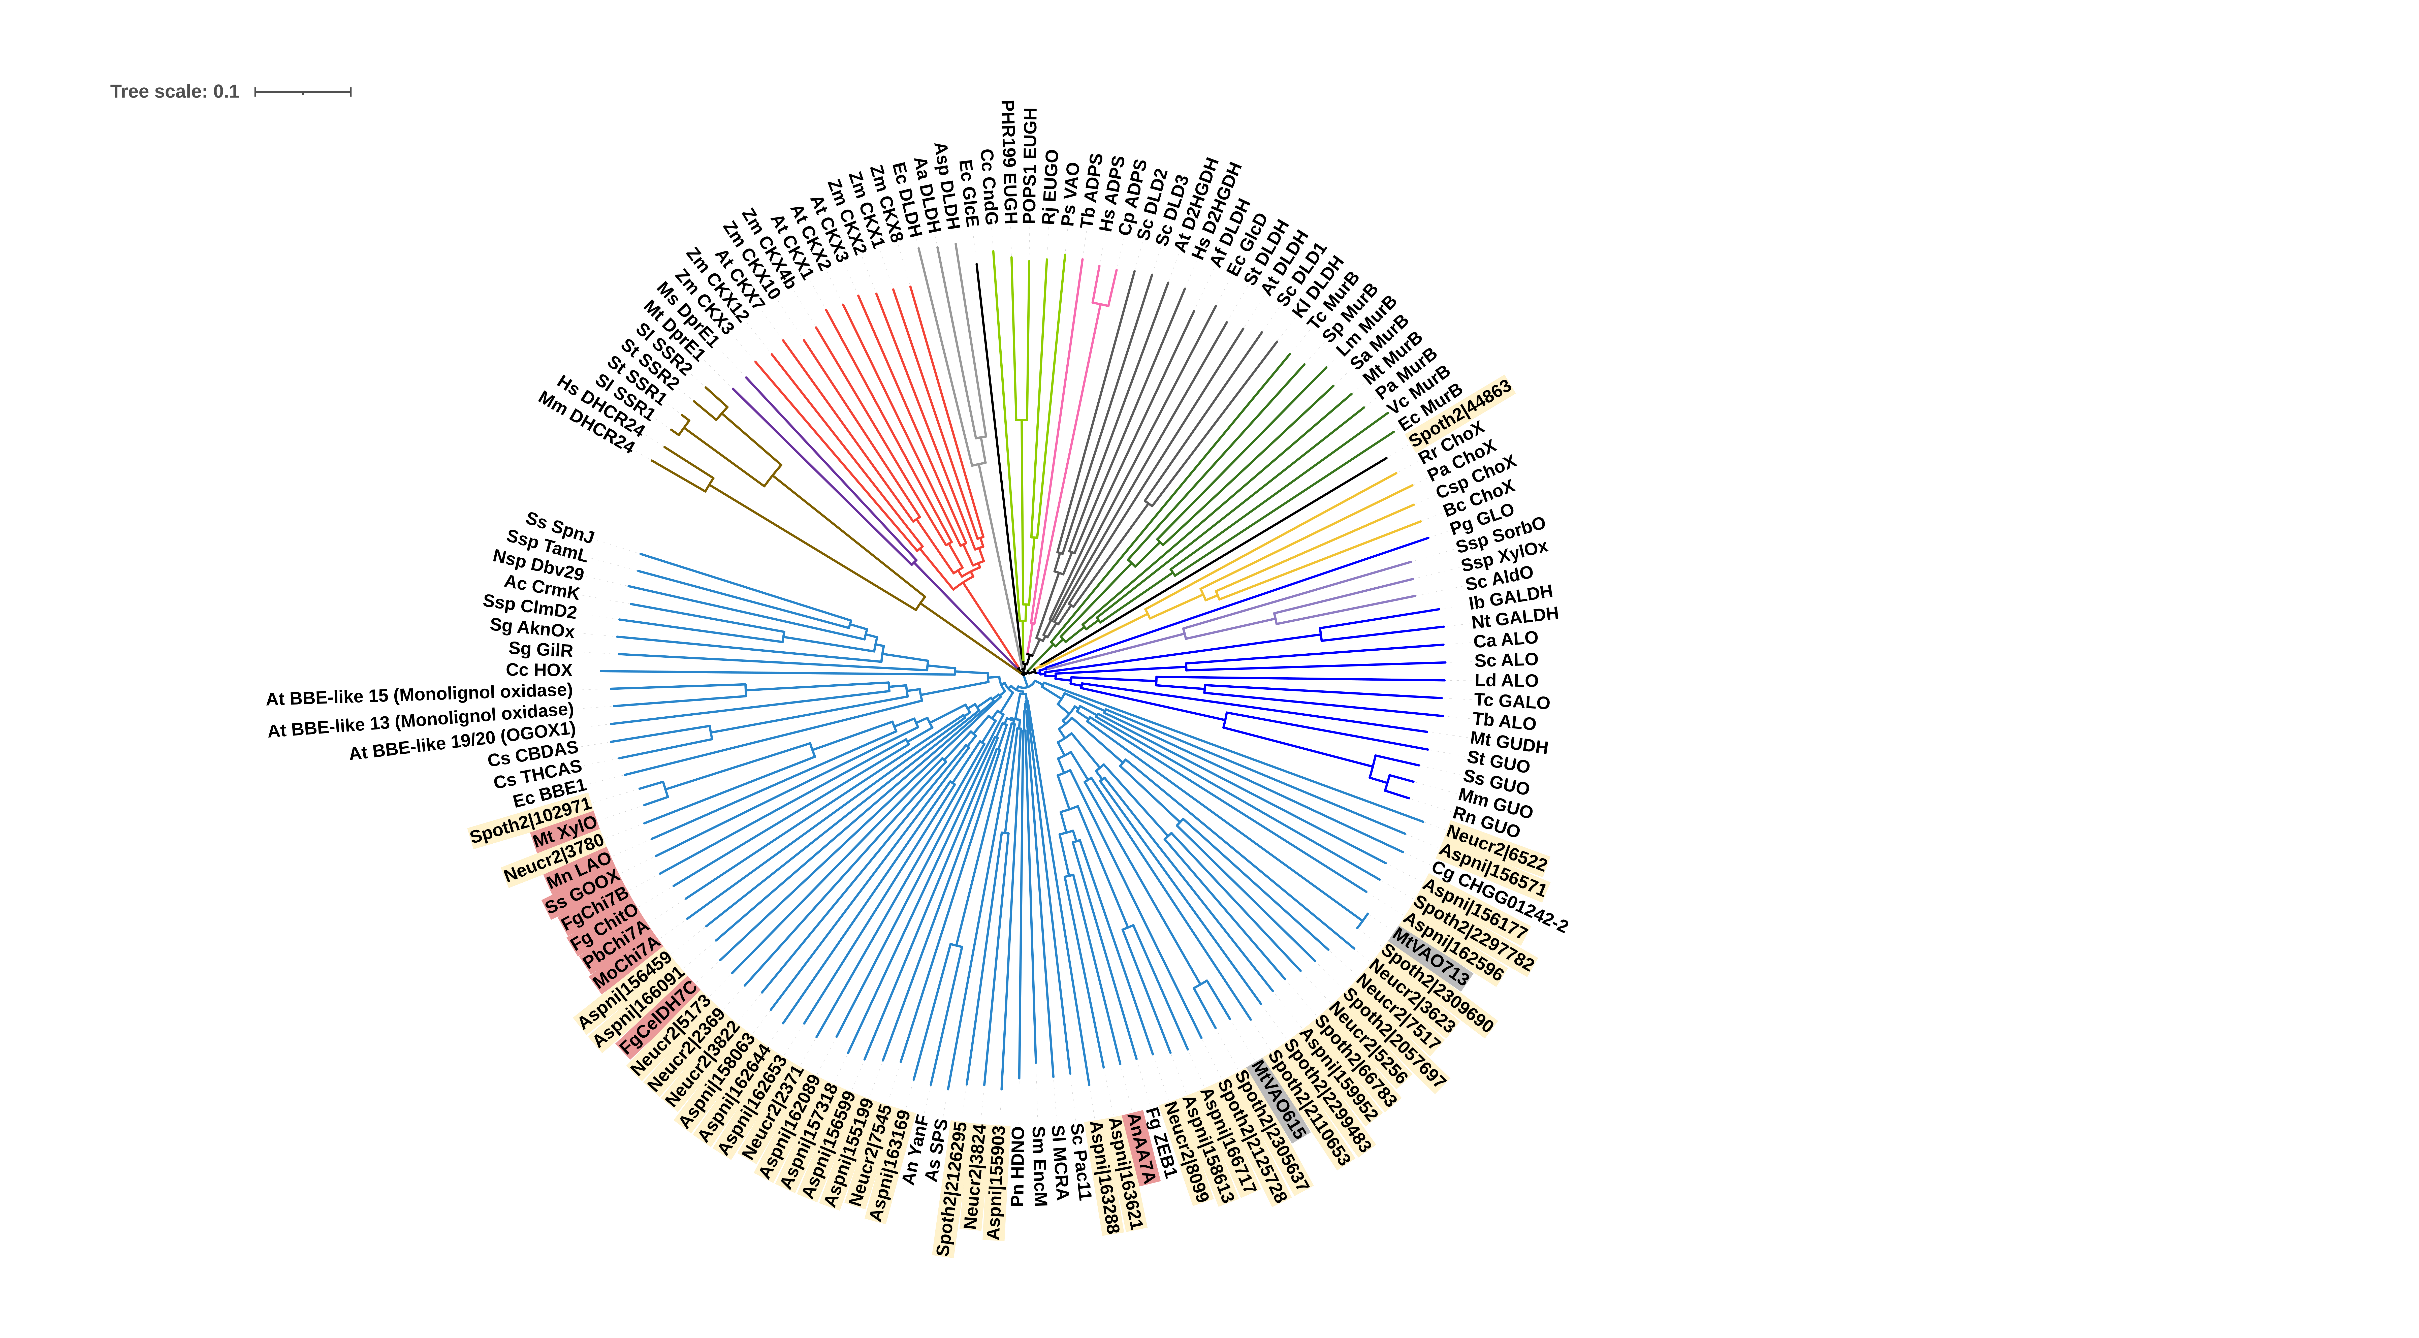 Tree scale: 0.1
Mm DHCR24
Hs DHCR24
Sl SSR1
St SSR1
St SSR2
Sl SSR2
Mt DprE1
Ms DprE1
Zm CKX3
Zm CKX12
At CKX7
Zm CKX10
Zm CKX4b
At CKX1
At CKX2
At CKX3
Zm CKX2
Zm CKX1
Zm CKX8
Ec DLDH
Aa DLDH
Asp DLDH
Ec GlcE
Cc CndG
PHR199 EUGH
POPS1 EUGH
Rj EUGO
Ps VAO
Tb ADPS
Hs ADPS
Cp ADPS
Sc DLD2
Sc DLD3
At D2HGDH
Hs D2HGDH
Af DLDH
Ec GlcD
St DLDH
At DLDH
Sc DLD1
Kl DLDH
Tc MurB
Sp MurB
Lm MurB
Sa MurB
Mt MurB
Pa MurB
Vc MurB
Ec MurB
Spoth2|44863
Rr ChoX
Pa ChoX
Csp ChoX
Bc ChoX
Pg GLO
Ssp SorbO
Ssp XylOx
Sc AldO
Ib GALDH
Nt GALDH
Ca ALO
Sc ALO
Ld ALO
Tc GALO
Tb ALO
Mt GUDH
St GUO
Ss GUO
Mm GUO
Rn GUO
Neucr2|6522
Aspni|156571
Cg CHGG01242-2
Aspni|156177
Spoth2|2297782
Aspni|162596
MtVAO713
Spoth2|2309690
Neucr2|3623
Neucr2|7517
Spoth2|2057697
Neucr2|5256
Spoth2|66783
Aspni|159952
Spoth2|2299483
Spoth2|2110653
MtVAO615
Spoth2|2305637
Spoth2|2125728
Aspni|166717
Aspni|158613
Neucr2|8099
Fg ZEB1
AnAA7A
Aspni|163621
Aspni|163288
Sc Pac11
Sl MCRA
Sm EncM
Pn HDNO
Aspni|155903
Neucr2|3824
Spoth2|2126295
As SPS
An YanF
Aspni|163169
Neucr2|7545
Aspni|155199
Aspni|156599
Aspni|157318
Aspni|162089
Neucr2|2371
Aspni|162653
Aspni|162644
Aspni|158063
Neucr2|3822
Neucr2|2369
Neucr2|5173
FgCelDH7C
Aspni|166091
Aspni|156459
MoChi7A
PbChi7A
Fg ChitO
FgChi7B
Ss GOOX
Mn LAO
Neucr2|3780
Mt XylO
Spoth2|102971
Ec BBE1
Cs THCAS
Cs CBDAS
At BBE-like 19/20 (OGOX1)
At BBE-like 13 (Monolignol oxidase)
At BBE-like 15 (Monolignol oxidase)
Cc HOX
Sg GilR
Sg AknOx
Ssp ClmD2
Ac CrmK
Nsp Dbv29
Ssp TamL
Ss SpnJ